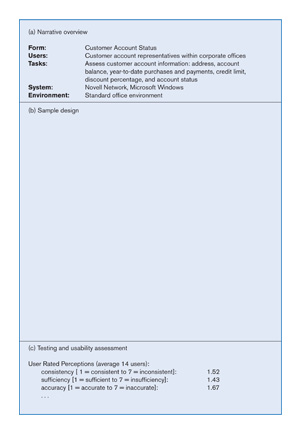 (a) Narrative overview
Form: Customer Account Status
Users: Customer account representatives within corporate offices
Tasks: Assess customer account information: address, account
balance, year-to-date purchases and payments, credit limit,
discount percentage, and account status
System: Novell Network, Microsoft Windows
Environment: Standard office environment
(b) Sample design
(c) Testing and usability assessment
User Rated Perceptions (average 14 users):
consistency [ 1 = consistent to 7 = inconsistent]: 1.52
sufficiency [1 = sufficient to 7 = insufficiency]: 1.43
accuracy [1 = accurate to 7 = inaccurate]: 1.67
. . .